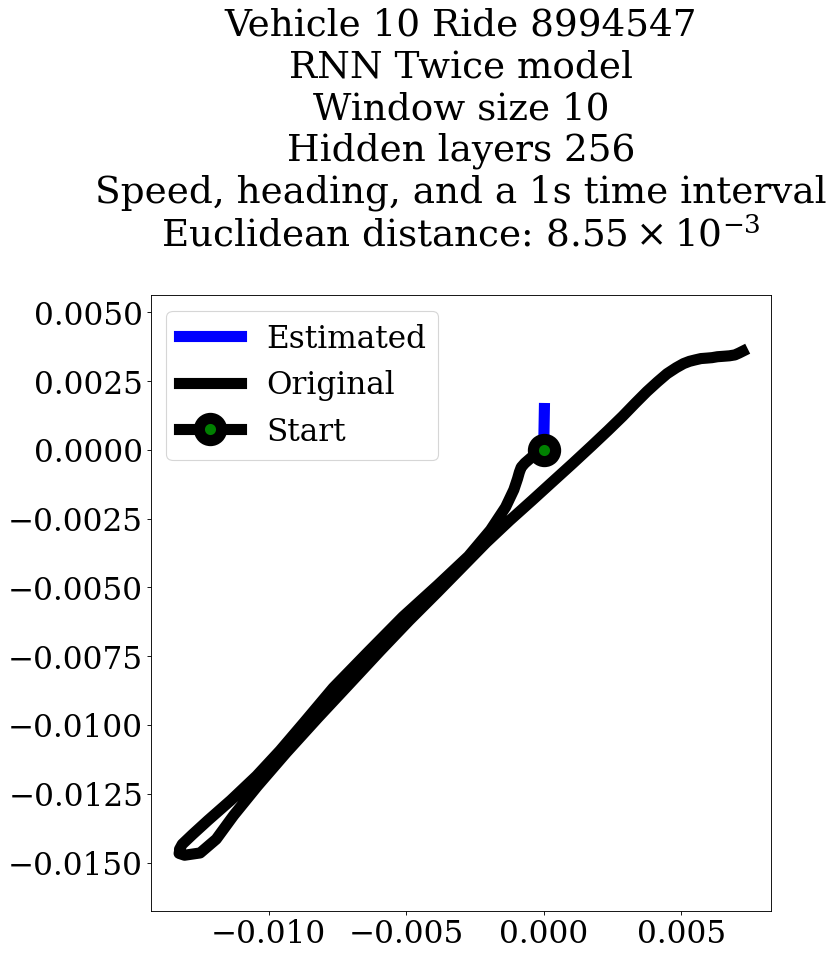 Vehicle 10 Ride 8994547
RNN Twice model
Window size 10
Hidden layers 256
Speed, heading, and a 1s time interval
Euclidean distance: 8.55 × 10⁻³
0.0050
0.0025
0.0000
−0.0025
−0.0050
−0.0075
−0.0100
−0.0125
−0.0150
Estimated
Original
Start
−0.010 −0.005 0.000 0.005